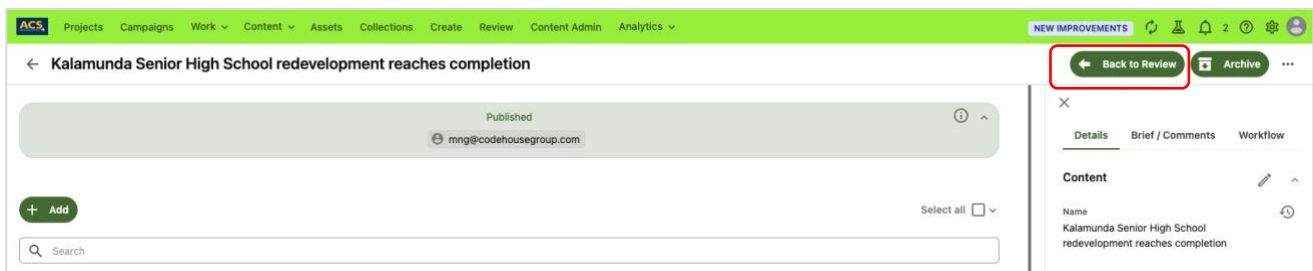 ACS Projects Campaigns Work Content Assets Collections Create Review Content Admin Analytics NEW IMPROVEMENTS 2
Kalamunda Senior High School redevelopment reaches completion Back to Review Archive
Published
mng@codehousegroup.com
Details Brief / Comments Workflow
Content
Add Select all
Name
Kalamunda Senior High School
redevelopment reaches completion
Search